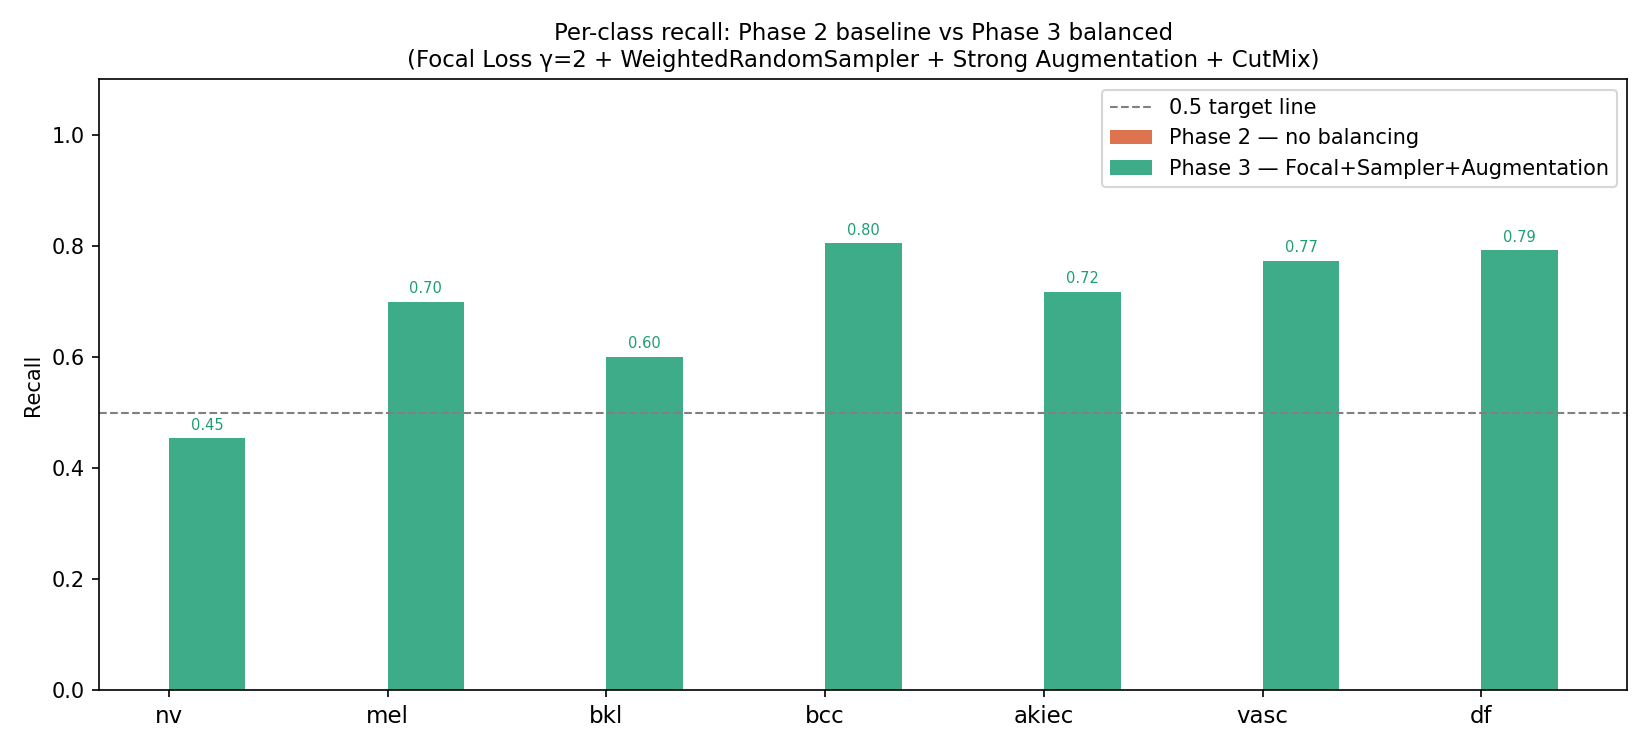 Per-class recall: Phase 2 baseline vs Phase 3 balanced
(Focal Loss γ=2 + WeightedRandomSampler + Strong Augmentation + CutMix)
0.5 target line
Phase 2 — no balancing
Phase 3 — Focal+Sampler+Augmentation
Recall
1.0
0.8
0.6
0.4
0.2
0.0
0.45
0.70
0.60
0.80
0.72
0.77
0.79
nv
mel
bkl
bcc
akiec
vasc
df